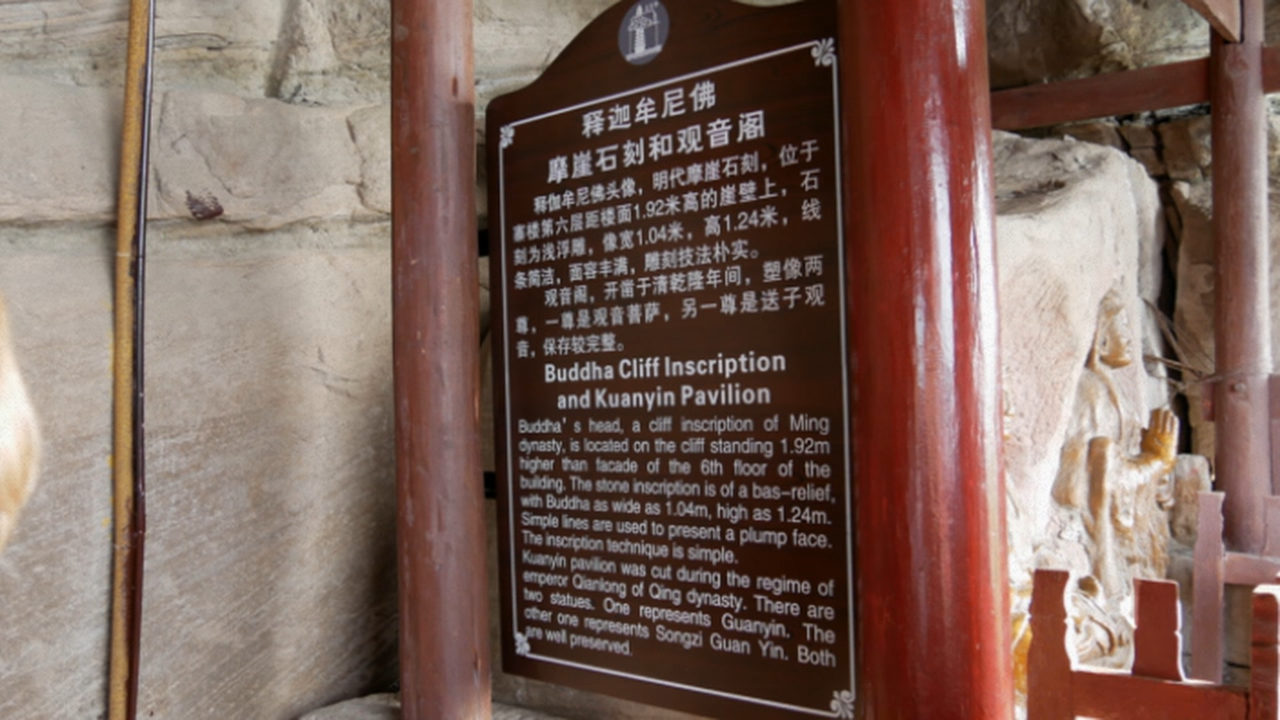 释迦牟尼佛
摩崖石刻和观音阁
释伽牟尼佛头像，明代摩崖石刻，位于
寨楼第六层距楼面1.92米高的崖壁上，石
刻为浅浮雕，像宽1.04米，高1.24米，线
条简洁，面容丰满，雕刻技法朴实。
观音阁，开凿于清乾隆年间，塑像两
尊，一尊是观音菩萨，另一尊是送子观
音，保存较完整。
Buddha Cliff Inscription
and Kuanyin Pavilion
Buddha’s head, a cliff inscription of Ming
dynasty, is located on the cliff standing 1.92m
higher than facade of the 6th floor of the
building. The stone inscription is of a bas-relief,
with Buddha as wide as 1.04m, high as 1.24m.
Simple lines are used to present a plump face.
The inscription technique is simple.
Kuanyin pavilion was cut during the regime of
emperor Qianlong of Qing dynasty. There are
two statues. One represents Guanyin. The
other one represents Songzi Guan Yin. Both
are well preserved.